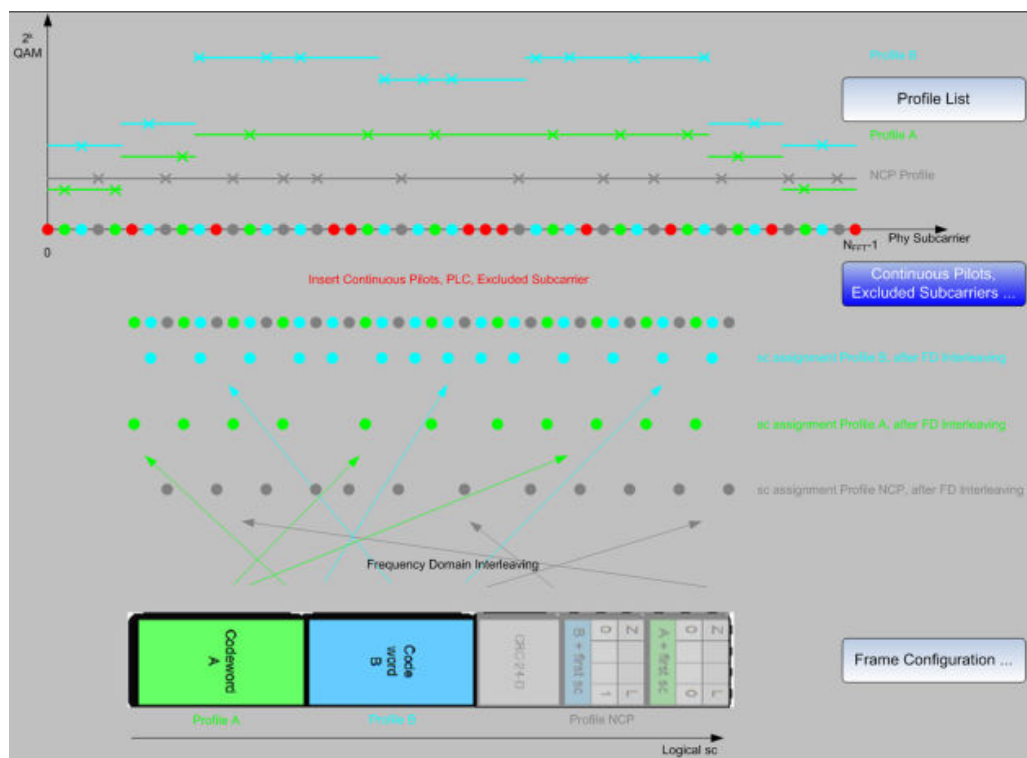 2ᵏ
QAM
Profile B
Profile List
Profile A
NCP Profile
0
N_FFT-1
Phy Subcarrier
Insert Continuous Pilots, PLC, Excluded Subcarrier
Continuous Pilots,
Excluded Subcarriers ...
sc assignment Profile B, after FD Interleaving
sc assignment Profile A, after FD Interleaving
sc assignment Profile NCP, after FD Interleaving
Frequency Domain Interleaving
Codeword
A
Code
word
B
CRC-24-D
B + first sc
0
1
Z
L
A + first sc
0
0
Z
L
Frame Configuration ...
Profile A
Profile B
Profile NCP
Logical sc